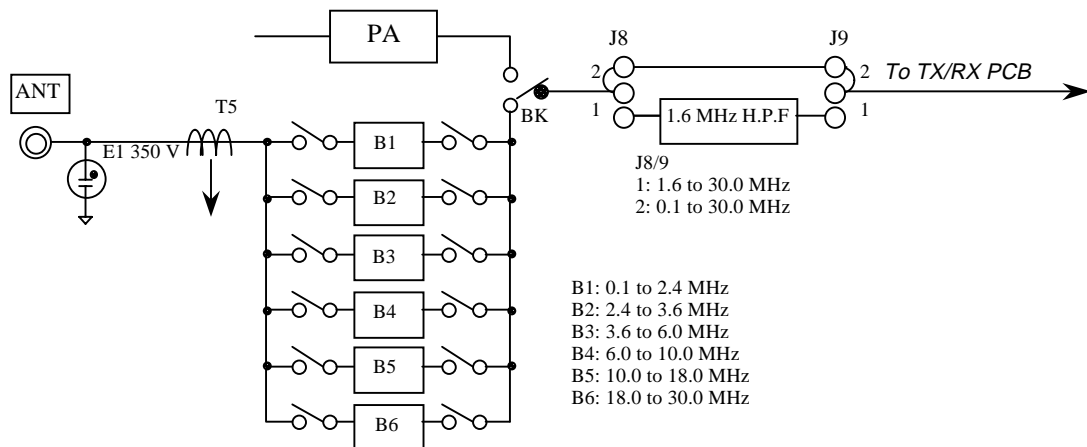 PA
J8
J9
ANT
T5
2
2
To TX/RX PCB
BK
1
1.6 MHz H.P.F
1
E1 350 V
B1
J8/9
1: 1.6 to 30.0 MHz
2: 0.1 to 30.0 MHz
B2
B3
B4
B5
B6
B1: 0.1 to 2.4 MHz
B2: 2.4 to 3.6 MHz
B3: 3.6 to 6.0 MHz
B4: 6.0 to 10.0 MHz
B5: 10.0 to 18.0 MHz
B6: 18.0 to 30.0 MHz